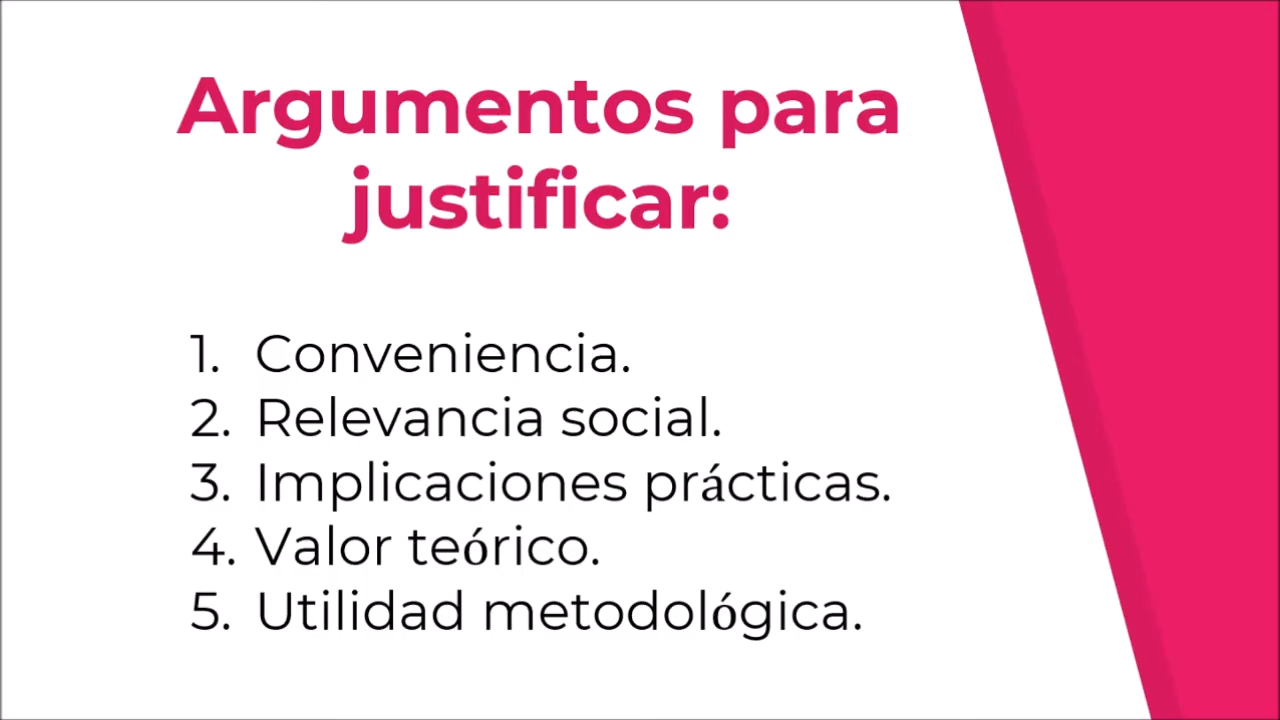 Argumentos para
justificar:
1. Conveniencia.
2. Relevancia social.
3. Implicaciones prácticas.
4. Valor teórico.
5. Utilidad metodológica.